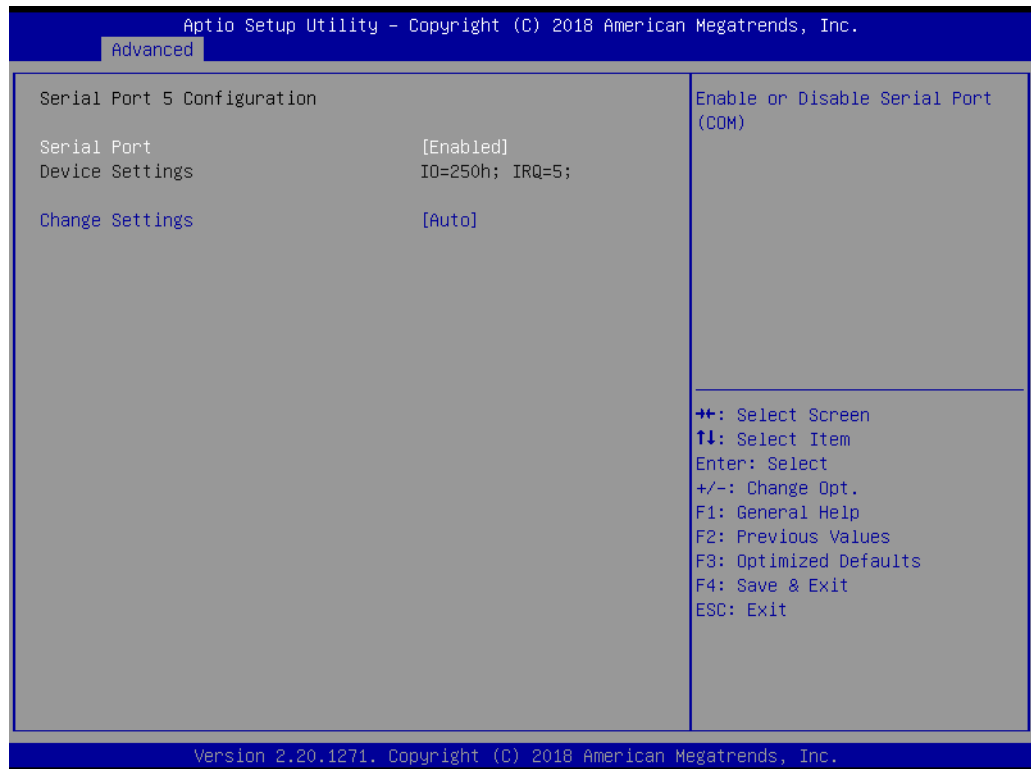 Aptio Setup Utility – Copyright (C) 2018 American Megatrends, Inc.
Advanced
Serial Port 5 Configuration
Serial Port [Enabled]
Device Settings IO=250h; IRQ=5;
Change Settings [Auto]
Enable or Disable Serial Port
(COM)
→←: Select Screen
↑↓: Select Item
Enter: Select
+/-: Change Opt.
F1: General Help
F2: Previous Values
F3: Optimized Defaults
F4: Save & Exit
ESC: Exit
Version 2.20.1271. Copyright (C) 2018 American Megatrends, Inc.